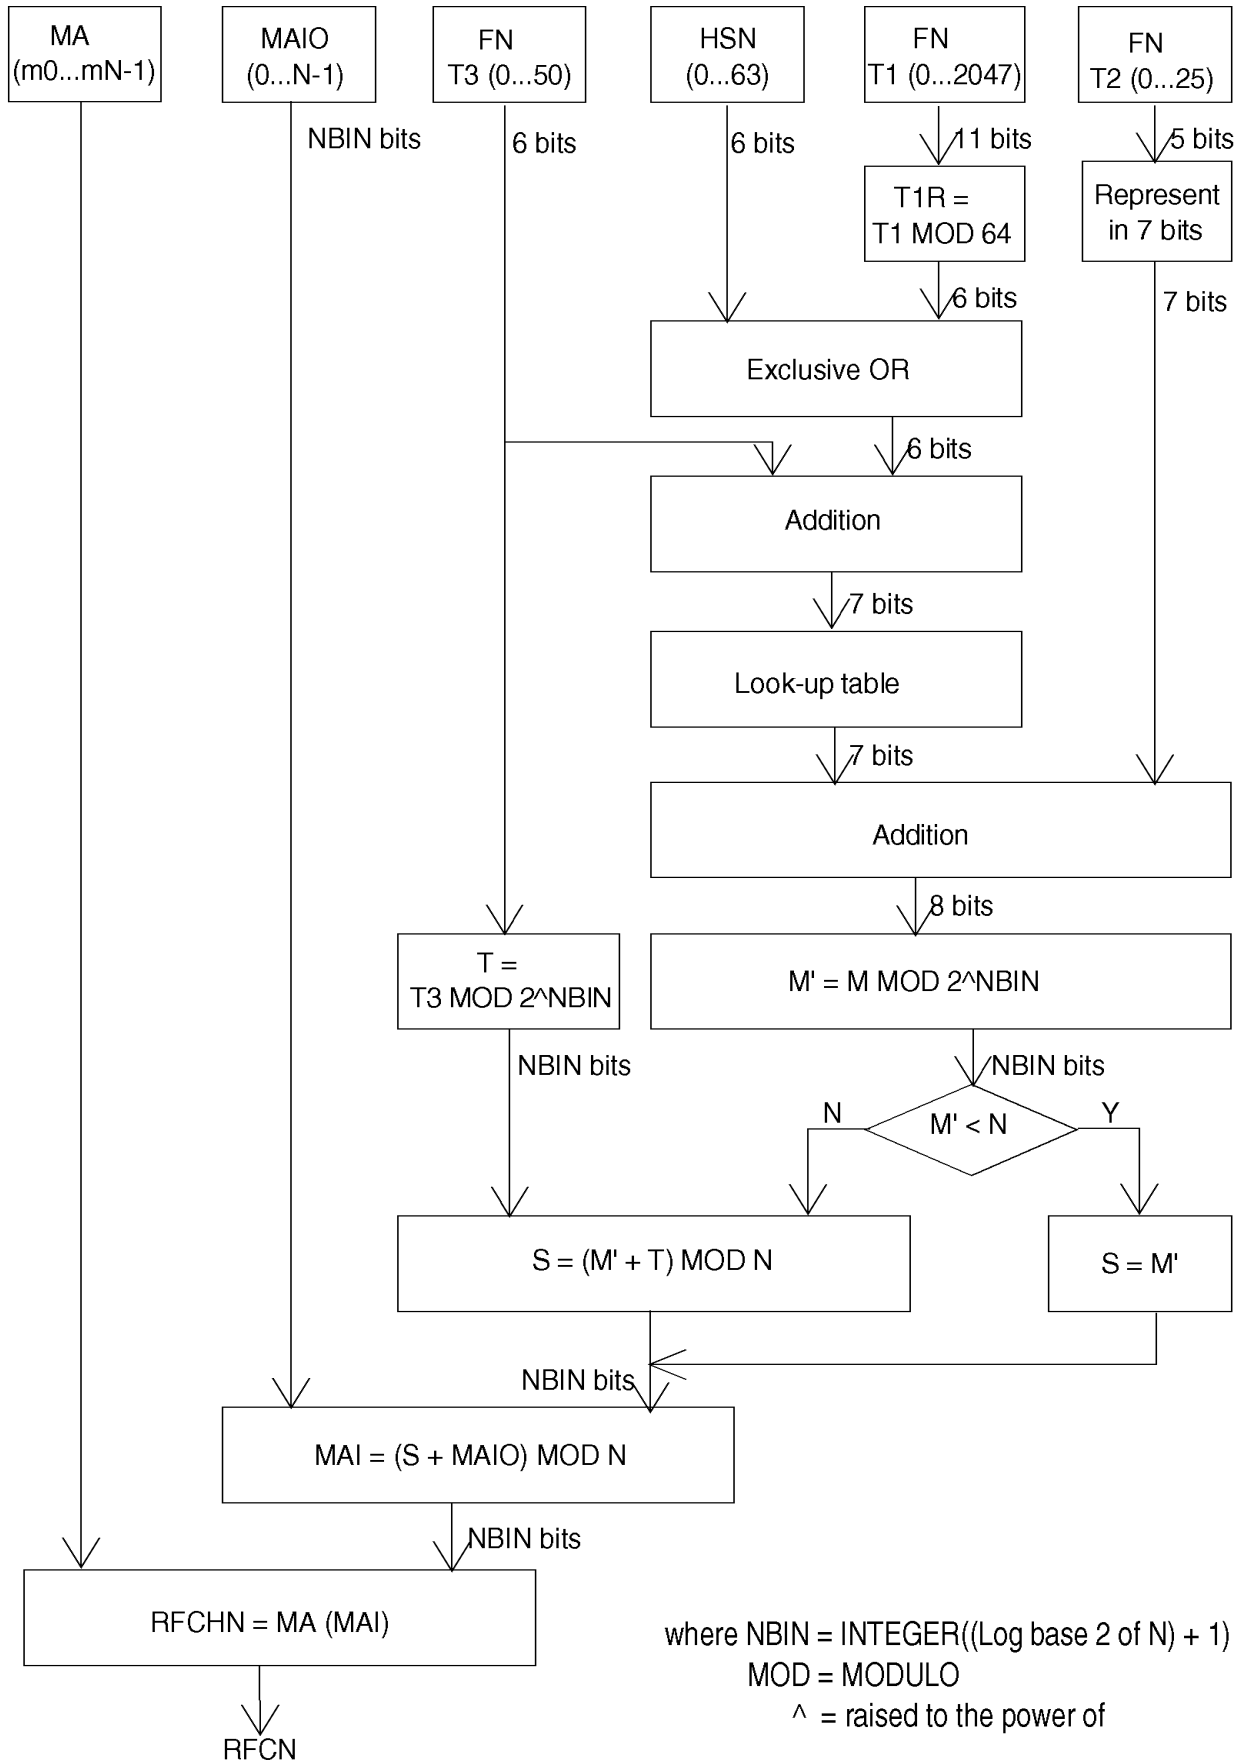 MA
(m0...mN-1)
MAIO
(0...N-1)
FN
T3 (0...50)
HSN
(0...63)
FN
T1 (0...2047)
FN
T2 (0...25)
NBIN bits
6 bits
6 bits
11 bits
5 bits
T1R =
T1 MOD 64
Represent
in 7 bits
6 bits
7 bits
Exclusive OR
6 bits
Addition
7 bits
Look-up table
7 bits
Addition
8 bits
T =
T3 MOD 2^NBIN
M' = M MOD 2^NBIN
NBIN bits
NBIN bits
N
M' < N
Y
S = (M' + T) MOD N
S = M'
NBIN bits
MAI = (S + MAIO) MOD N
NBIN bits
RFCHN = MA (MAI)
where NBIN = INTEGER((Log base 2 of N) + 1)
MOD = MODULO
^ = raised to the power of
RFCN